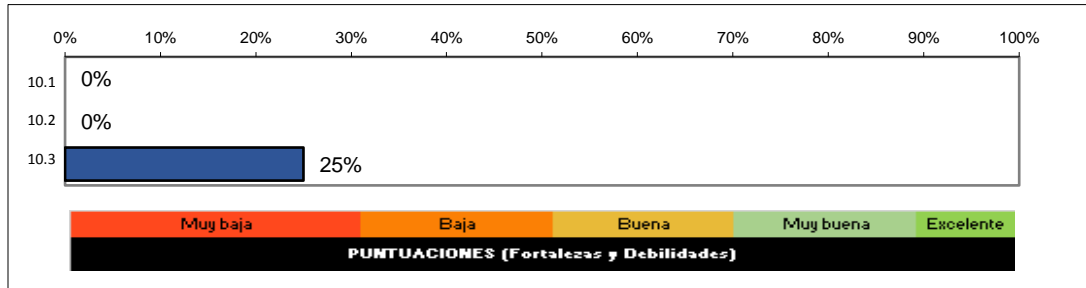 0% 10% 20% 30% 40% 50% 60% 70% 80% 90% 100%
10.1 0%
10.2 0%
10.3 25%
Muy baja Baja Buena Muy buena Excelente
PUNTUACIONES (Fortalezas y Debilidades)